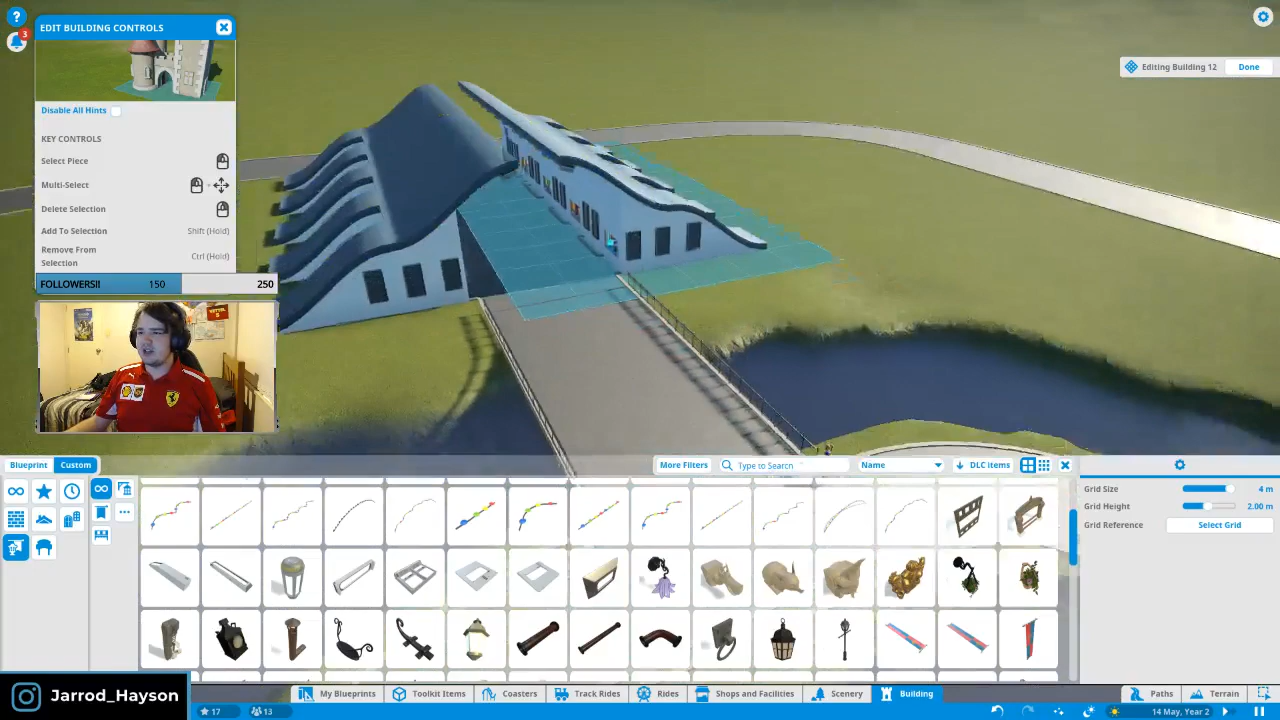 ?
3
EDIT BUILDING CONTROLS
Disable All Hints
KEY CONTROLS
Select Piece
Multi-Select
Delete Selection
Add To Selection Shift (Hold)
Remove From
Selection Ctrl (Hold)
FOLLOWERS!! 150 250
Editing Building 12 Done
Blueprint Custom
More Filters Type to Search Name DLC items
Grid Size 4 m
Grid Height 2.00 m
Grid Reference Select Grid
Jarrod_Hayson
My Blueprints Toolkit Items Coasters Track Rides Rides Shops and Facilities Scenery Building Paths Terrain
17 13 14 May, Year 2